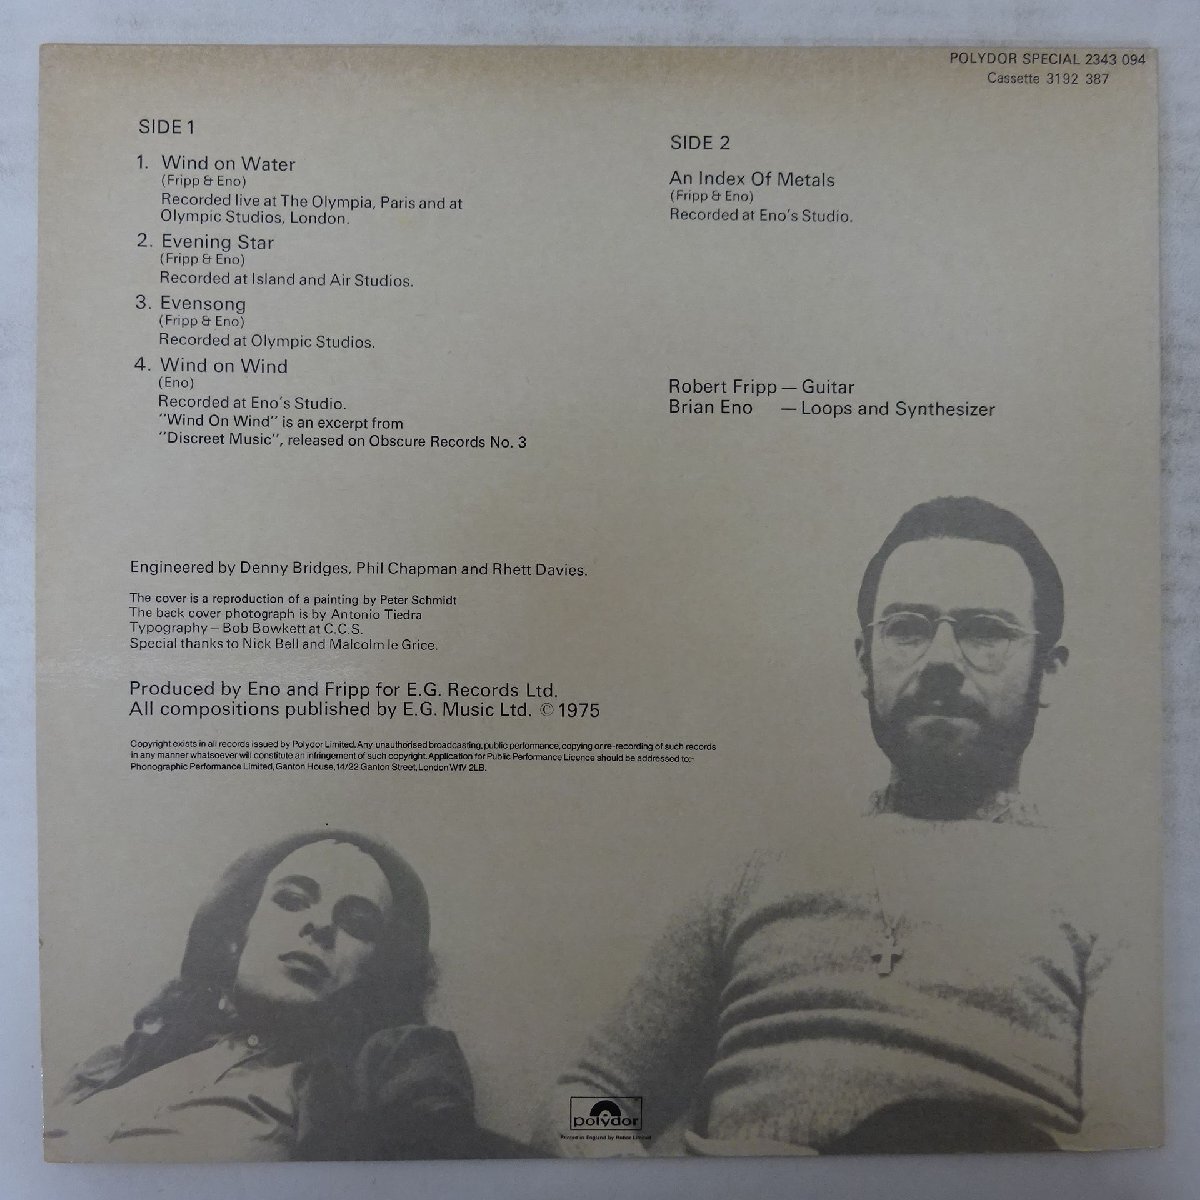 POLYDOR SPECIAL 2343 094
Cassette 3192 387
SIDE 1
1. Wind on Water
(Fripp & Eno)
Recorded live at The Olympia, Paris and at
Olympic Studios, London.
2. Evening Star
(Fripp & Eno)
Recorded at Island and Air Studios.
3. Evensong
(Fripp & Eno)
Recorded at Olympic Studios.
4. Wind on Wind
(Eno)
Recorded at Eno's Studio.
"Wind On Wind" is an excerpt from
"Discreet Music", released on Obscure Records No. 3
SIDE 2
An Index Of Metals
(Fripp & Eno)
Recorded at Eno's Studio.
Robert Fripp — Guitar
Brian Eno — Loops and Synthesizer
Engineered by Denny Bridges, Phil Chapman and Rhett Davies.
The cover is a reproduction of a painting by Peter Schmidt
The back cover photograph is by Antonio Tiedra
Typography – Bob Bowkett at C.C.S.
Special thanks to Nick Bell and Malcolm le Grice.
Produced by Eno and Fripp for E.G. Records Ltd.
All compositions published by E.G. Music Ltd. © 1975
Copyright exists in all records issued by Polydor Limited. Any unauthorised broadcasting, public performance, copying or re-recording of such records
in any manner whatsoever will constitute an infringement of such copyright. Application for Public Performance Licence should be addressed to:-
Phonographic Performance Limited, Ganton House, 14/22 Ganton Street, London W1V 2LB.
polydor
Printed in England by Robor Limited